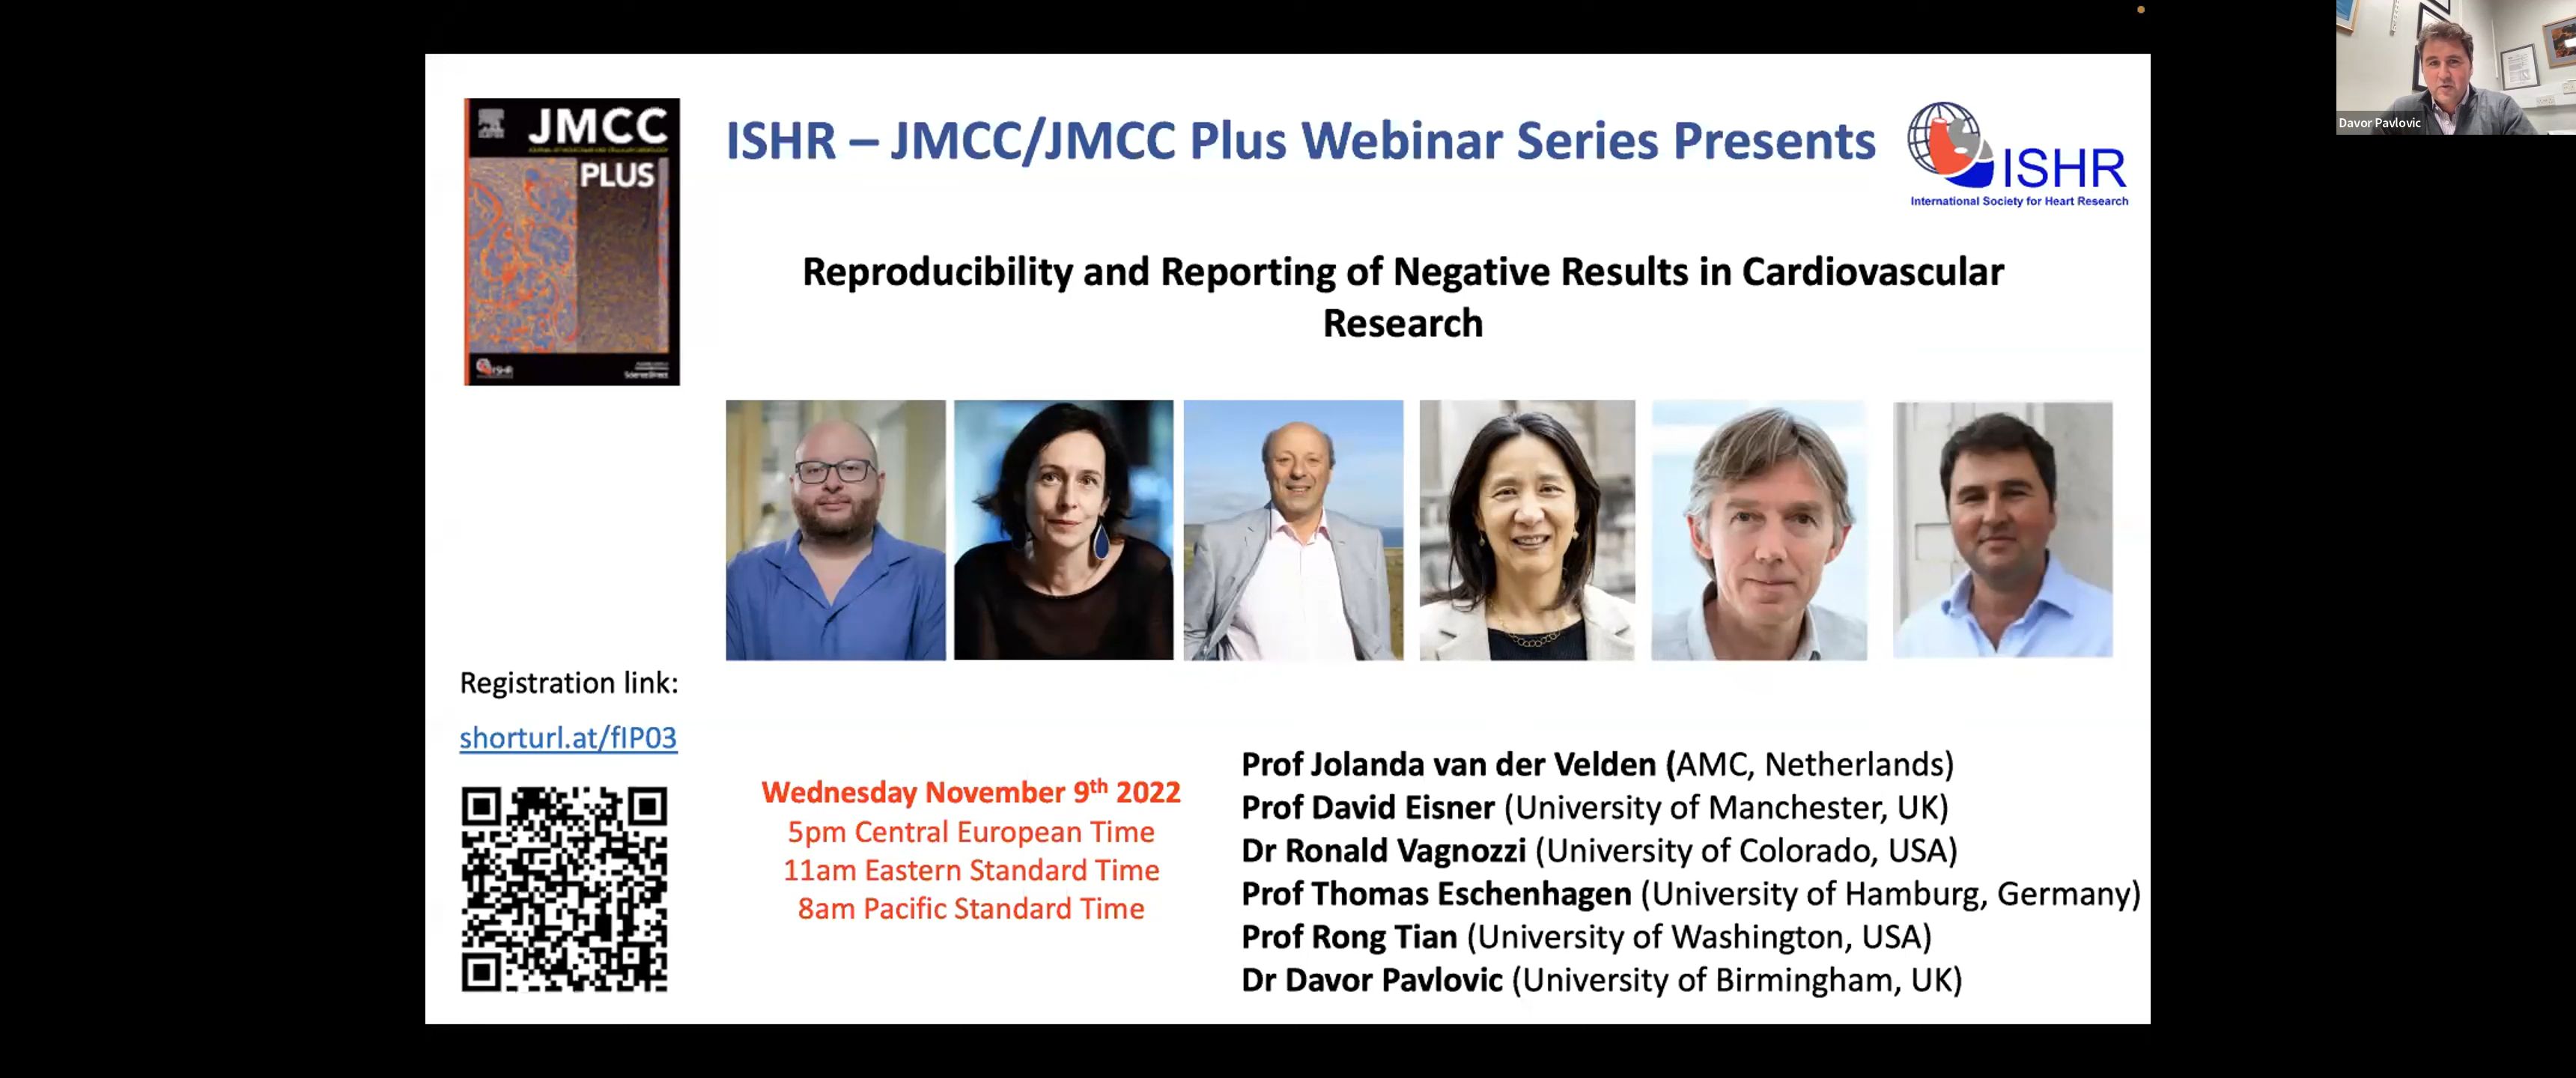 JMCC
PLUS
ISHR – JMCC/JMCC Plus Webinar Series Presents
ISHR
International Society for Heart Research
Davor Pavlovic
Reproducibility and Reporting of Negative Results in Cardiovascular
Research
Registration link:
shorturl.at/fIP03
Wednesday November 9th 2022
5pm Central European Time
11am Eastern Standard Time
8am Pacific Standard Time
Prof Jolanda van der Velden (AMC, Netherlands)
Prof David Eisner (University of Manchester, UK)
Dr Ronald Vagnozzi (University of Colorado, USA)
Prof Thomas Eschenhagen (University of Hamburg, Germany)
Prof Rong Tian (University of Washington, USA)
Dr Davor Pavlovic (University of Birmingham, UK)